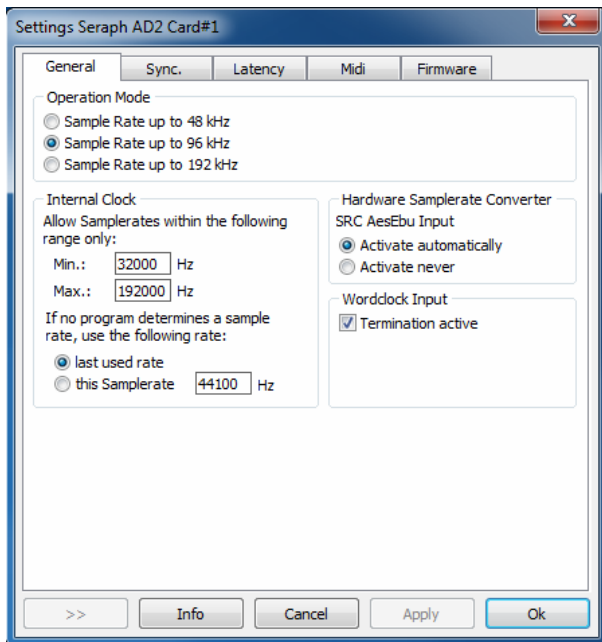 Settings Seraph AD2 Card#1
General Sync. Latency Midi Firmware
Operation Mode
Sample Rate up to 48 kHz
Sample Rate up to 96 kHz
Sample Rate up to 192 kHz
Internal Clock
Allow Samplerates within the following
range only:
Min.: 32000 Hz
Max.: 192000 Hz
If no program determines a sample
rate, use the following rate:
last used rate
this Samplerate 44100 Hz
Hardware Samplerate Converter
SRC AesEbu Input
Activate automatically
Activate never
Wordclock Input
Termination active
>> Info Cancel Apply Ok